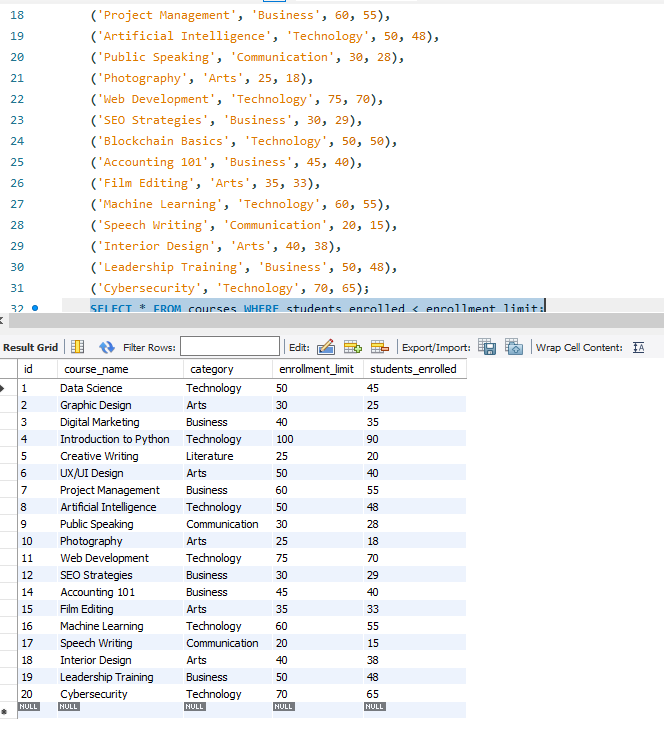 18 ('Project Management', 'Business', 60, 55),
19 ('Artificial Intelligence', 'Technology', 50, 48),
20 ('Public Speaking', 'Communication', 30, 28),
21 ('Photography', 'Arts', 25, 18),
22 ('Web Development', 'Technology', 75, 70),
23 ('SEO Strategies', 'Business', 30, 29),
24 ('Blockchain Basics', 'Technology', 50, 50),
25 ('Accounting 101', 'Business', 45, 40),
26 ('Film Editing', 'Arts', 35, 33),
27 ('Machine Learning', 'Technology', 60, 55),
28 ('Speech Writing', 'Communication', 20, 15),
29 ('Interior Design', 'Arts', 40, 38),
30 ('Leadership Training', 'Business', 50, 48),
31 ('Cybersecurity', 'Technology', 70, 65);
32 SELECT * FROM courses WHERE students_enrolled < enrollment_limit;
Result Grid Filter Rows: Edit: Export/Import: Wrap Cell Content:
id course_name category enrollment_limit students_enrolled
1 Data Science Technology 50 45
2 Graphic Design Arts 30 25
3 Digital Marketing Business 40 35
4 Introduction to Python Technology 100 90
5 Creative Writing Literature 25 20
6 UX/UI Design Arts 50 40
7 Project Management Business 60 55
8 Artificial Intelligence Technology 50 48
9 Public Speaking Communication 30 28
10 Photography Arts 25 18
11 Web Development Technology 75 70
12 SEO Strategies Business 30 29
14 Accounting 101 Business 45 40
15 Film Editing Arts 35 33
16 Machine Learning Technology 60 55
17 Speech Writing Communication 20 15
18 Interior Design Arts 40 38
19 Leadership Training Business 50 48
20 Cybersecurity Technology 70 65
NULL NULL NULL NULL NULL